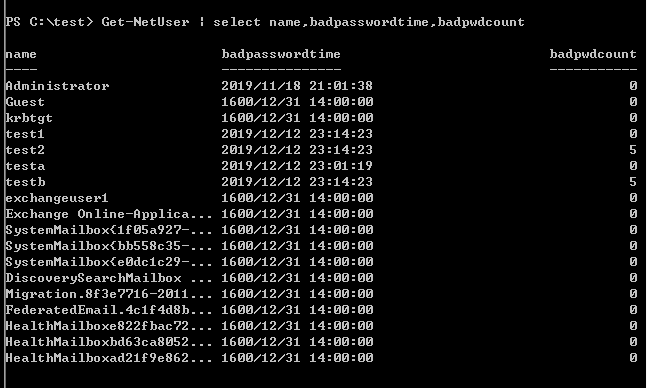 PS C:\test> Get-NetUser | select name,badpasswordtime,badpwdcount
name badpasswordtime badpwdcount
---- --------------- -----------
Administrator 2019/11/18 21:01:38 0
Guest 1600/12/31 14:00:00 0
krbtgt 1600/12/31 14:00:00 0
test1 2019/12/12 23:14:23 0
test2 2019/12/12 23:14:23 5
testa 2019/12/12 23:01:19 0
testb 2019/12/12 23:14:23 5
exchangeuser1 1600/12/31 14:00:00 0
Exchange Online-Applica... 1600/12/31 14:00:00 0
SystemMailbox{1f05a927-... 1600/12/31 14:00:00 0
SystemMailbox{bb558c35-... 1600/12/31 14:00:00 0
SystemMailbox{e0dc1c29-... 1600/12/31 14:00:00 0
DiscoverySearchMailbox ... 1600/12/31 14:00:00 0
Migration.8f3e7716-2011... 1600/12/31 14:00:00 0
FederatedEmail.4c1f4d8b... 1600/12/31 14:00:00 0
HealthMailboxe822fbac72... 1600/12/31 14:00:00 0
HealthMailboxbd63ca8052... 1600/12/31 14:00:00 0
HealthMailboxad21f9e862... 1600/12/31 14:00:00 0